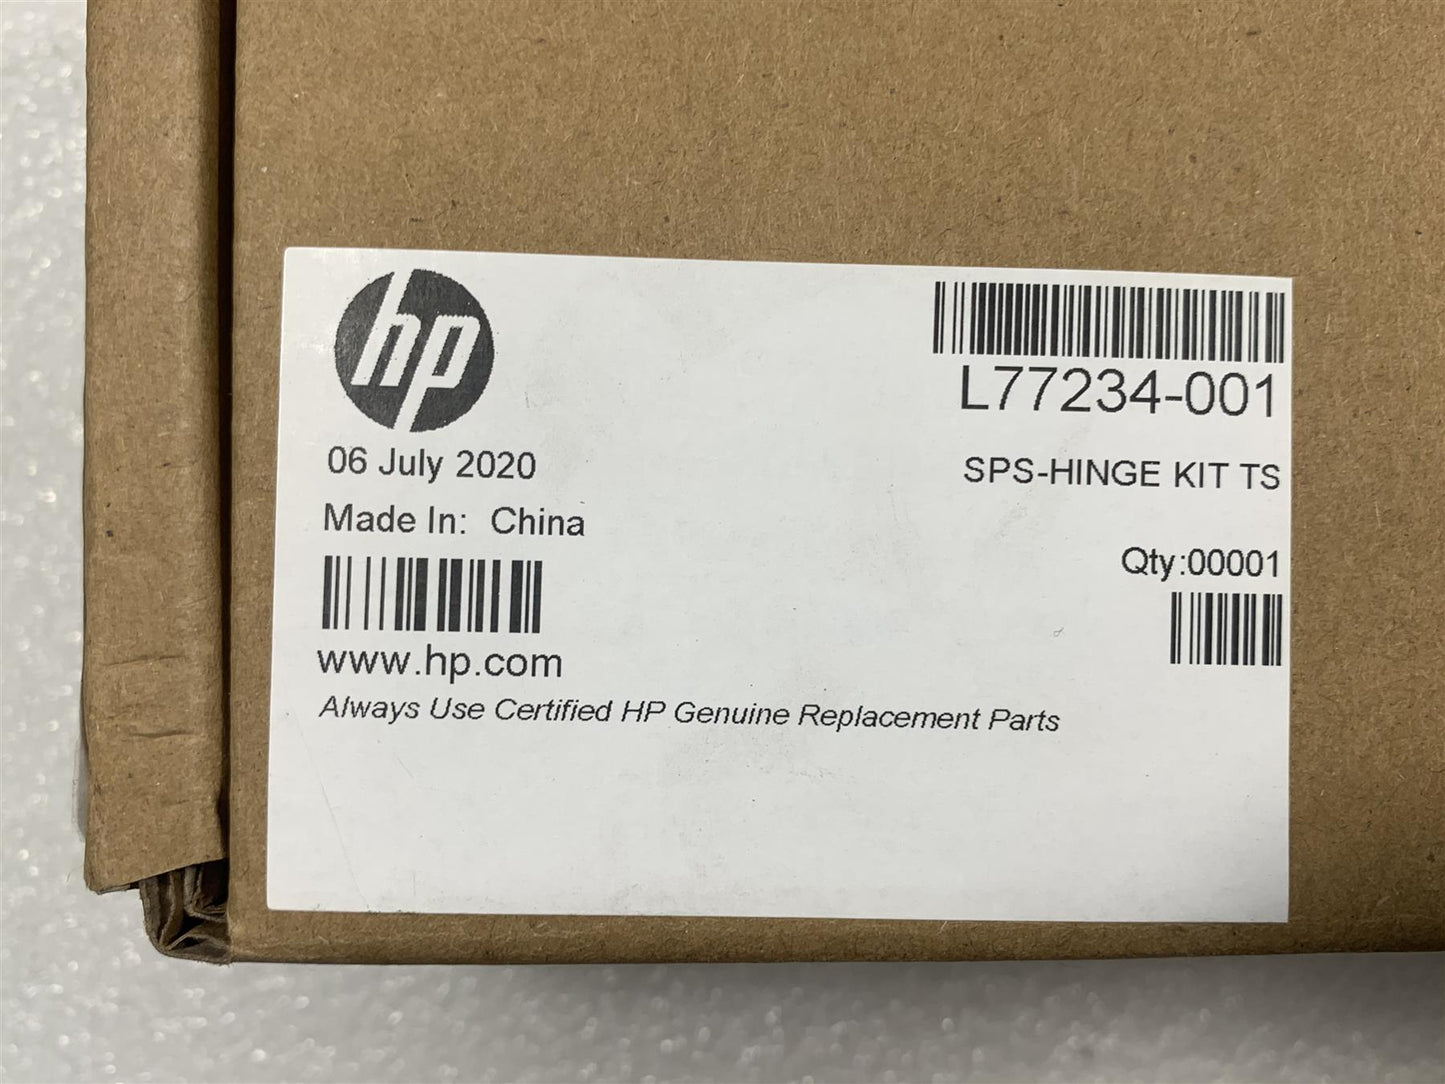 hp
L77234-001
06 July 2020
SPS-HINGE KIT TS
Made In: China
Qty:00001
www.hp.com
Always Use Certified HP Genuine Replacement Parts